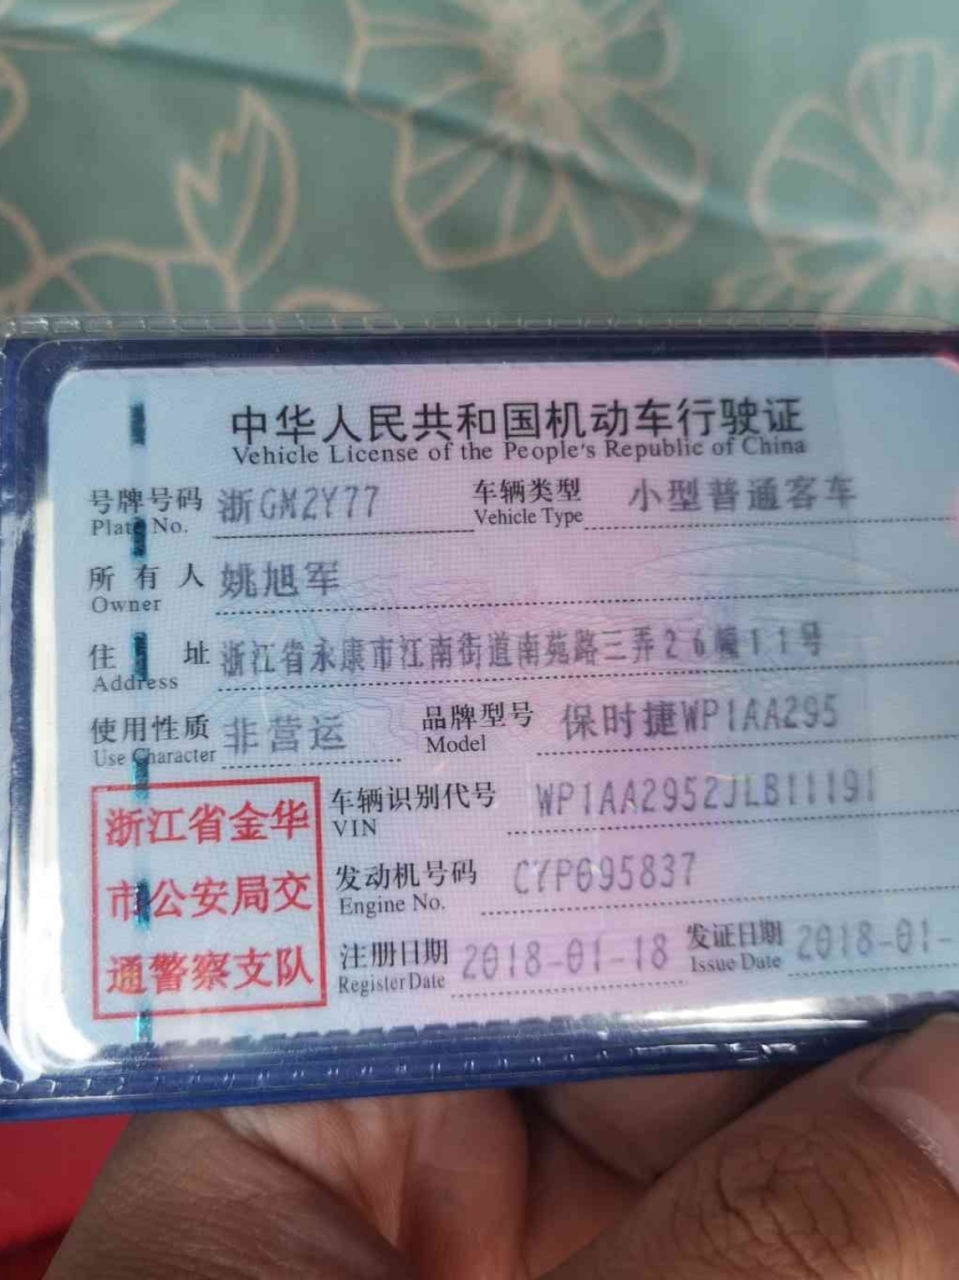 中华人民共和国机动车行驶证
Vehicle License of the People's Republic of China
号牌号码 浙GM2Y77 车辆类型 小型普通客车
Plate No. Vehicle Type
所有人 姚旭军
Owner
住址 浙江省永康市江南街道南苑路三弄26幢11号
Address
使用性质 非营运 品牌型号 保时捷WP1AA295
Use Character Model
浙江省金华
市公安局交
通警察支队
车辆识别代号 WP1AA2952JLB11191
VIN
发动机号码 CYP095837
Engine No.
注册日期 2018-01-18 发证日期 2018-01-
Register Date Issue Date